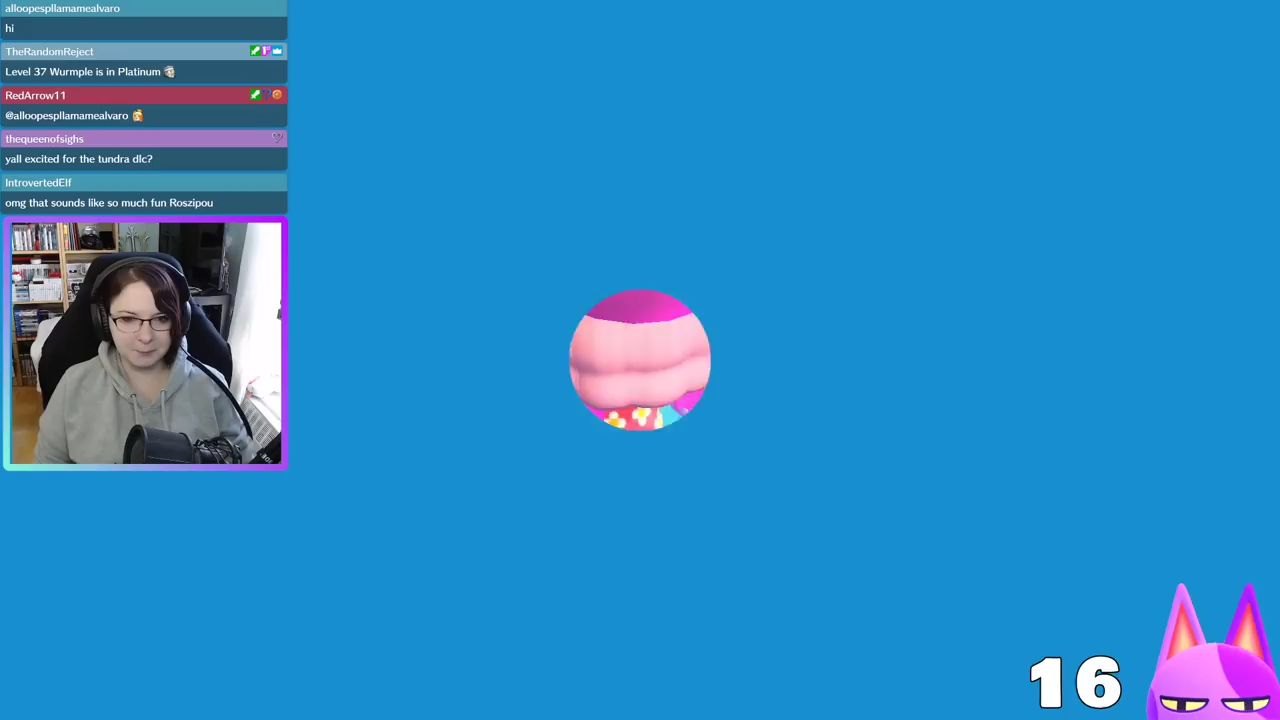 alloopespllamamealvaro
hi
TheRandomReject
Level 37 Wurmple is in Platinum
RedArrow11
@alloopespllamamealvaro
thequeenofsighs
yall excited for the tundra dlc?
IntrovertedElf
omg that sounds like so much fun Roszipou
16